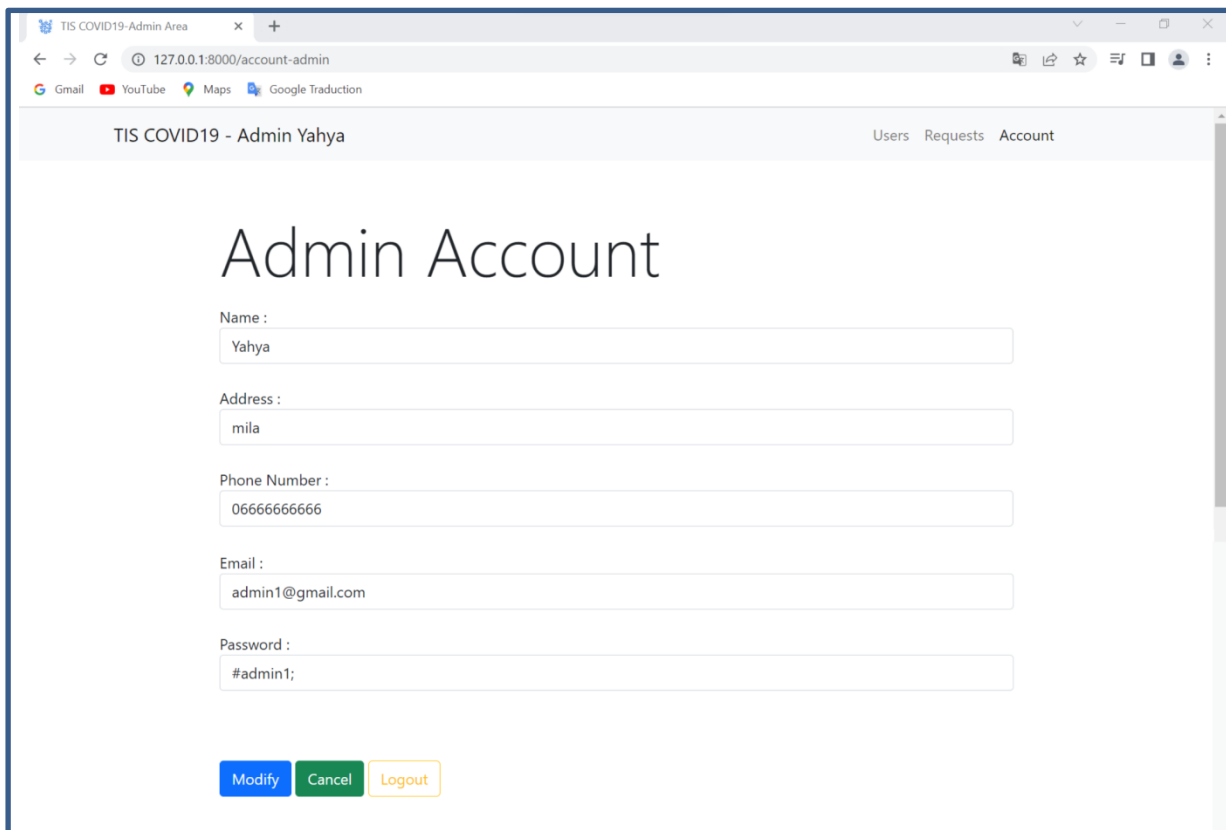 TIS COVID19-Admin Area
127.0.0.1:8000/account-admin
Gmail YouTube Maps Google Traduction
TIS COVID19 - Admin Yahya Users Requests Account
Admin Account
Name :
Yahya
Address :
mila
Phone Number :
06666666666
Email :
admin1@gmail.com
Password :
#admin1;
Modify Cancel Logout